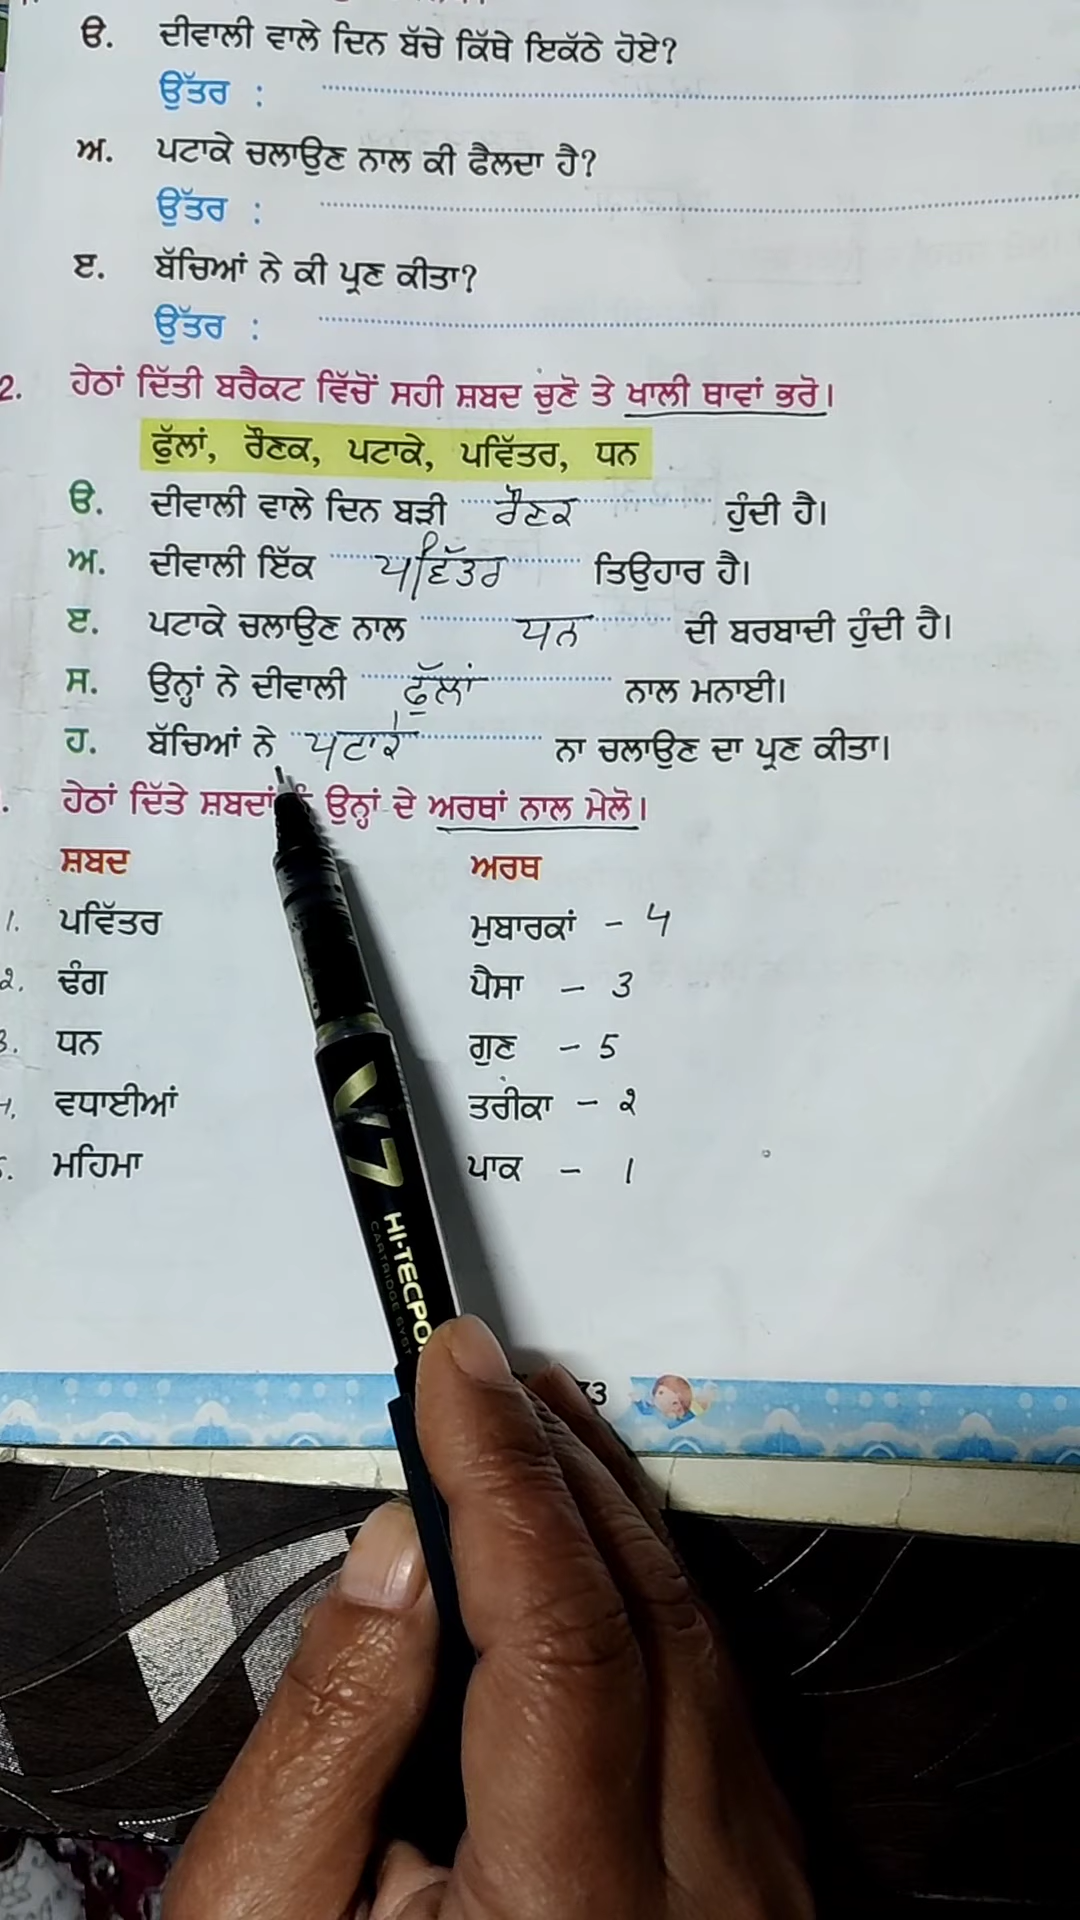 ੳ. ਦੀਵਾਲੀ ਵਾਲੇ ਦਿਨ ਬੱਚੇ ਕਿੱਥੇ ਇਕੱਠੇ ਹੋਏ?
ਉੱਤਰ :
ਅ. ਪਟਾਕੇ ਚਲਾਉਣ ਨਾਲ ਕੀ ਫੈਲਦਾ ਹੈ?
ਉੱਤਰ :
ੲ. ਬੱਚਿਆਂ ਨੇ ਕੀ ਪ੍ਰਣ ਕੀਤਾ?
ਉੱਤਰ :
2. ਹੇਠਾਂ ਦਿੱਤੀ ਬਰੈਕਟ ਵਿੱਚੋਂ ਸਹੀ ਸ਼ਬਦ ਚੁਣੋ ਤੇ ਖਾਲੀ ਥਾਵਾਂ ਭਰੋ।
ਫੁੱਲਾਂ, ਰੌਣਕ, ਪਟਾਕੇ, ਪਵਿੱਤਰ, ਧਨ
ੳ. ਦੀਵਾਲੀ ਵਾਲੇ ਦਿਨ ਬੜੀ ਰੌਣਕ ਹੁੰਦੀ ਹੈ।
ਅ. ਦੀਵਾਲੀ ਇੱਕ ਪਵਿੱਤਰ ਤਿਉਹਾਰ ਹੈ।
ੲ. ਪਟਾਕੇ ਚਲਾਉਣ ਨਾਲ ਧਨ ਦੀ ਬਰਬਾਦੀ ਹੁੰਦੀ ਹੈ।
ਸ. ਉਨ੍ਹਾਂ ਨੇ ਦੀਵਾਲੀ ਫੁੱਲਾਂ ਨਾਲ ਮਨਾਈ।
ਹ. ਬੱਚਿਆਂ ਨੇ ਪਟਾਕੇ ਨਾ ਚਲਾਉਣ ਦਾ ਪ੍ਰਣ ਕੀਤਾ।
ਹੇਠਾਂ ਦਿੱਤੇ ਸ਼ਬਦਾਂ ਉਨ੍ਹਾਂ ਦੇ ਅਰਥਾਂ ਨਾਲ ਮੇਲੋ।
ਸ਼ਬਦ ਅਰਥ
1. ਪਵਿੱਤਰ ਮੁਬਾਰਕਾਂ - 4
2. ਢੰਗ ਪੈਸਾ - 3
3. ਧਨ ਗੁਣ - 5
ਵਧਾਈਆਂ ਤਰੀਕਾ - 2
ਮਹਿਮਾ ਪਾਕ - 1
V7
HI-TECPO
CARTRIDGE SYST